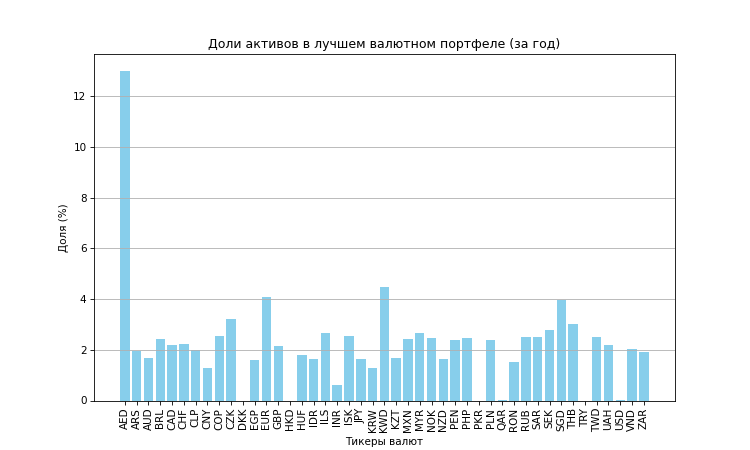 Доли активов в лучшем валютном портфеле (за год)
Доля (%)
12
10
8
6
4
2
0
AED ARS AUD BRL CAD CHF CLP CNY COP CZK DKK EGP EUR GBP HKD HUF IDR ILS INR ISK JPY KRW KWD KZT MXN MYR NOK NZD PEN PHP PKR PLN QAR RON RUB SAR SEK SGD THB TRY TWD UAH USD VND ZAR
Тикеры валют